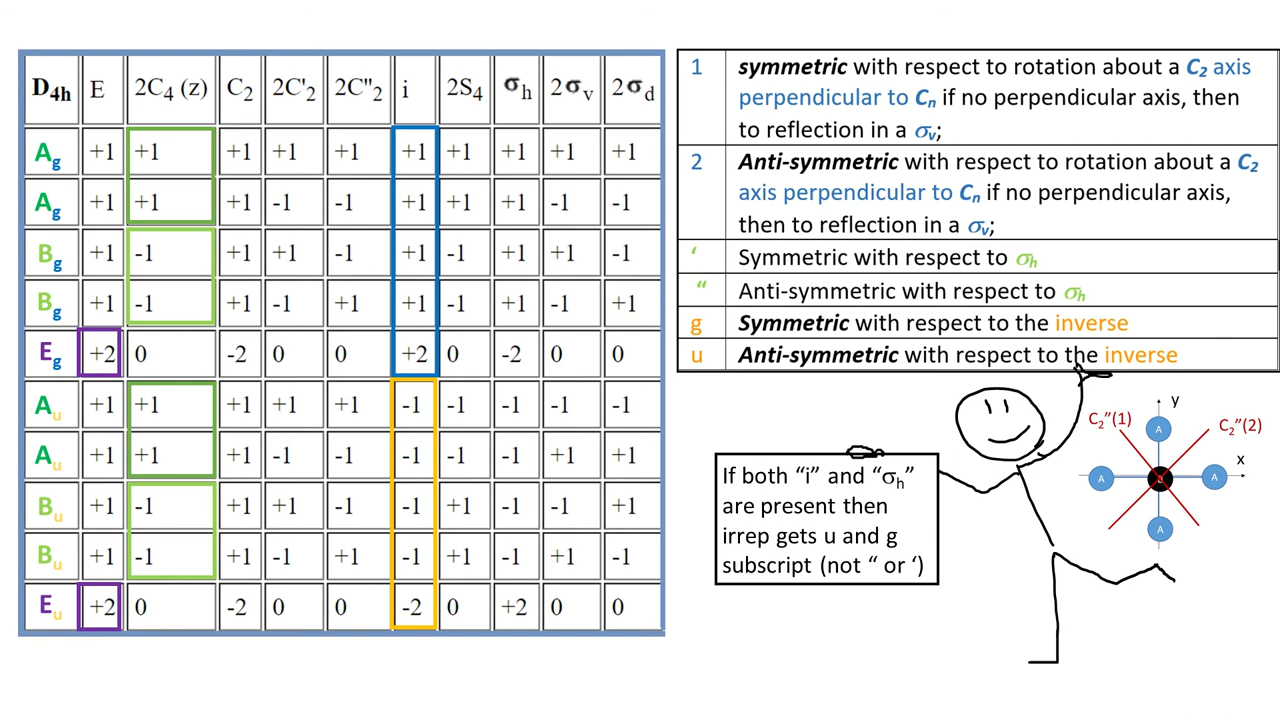 D4h E 2C4 (z) C2 2C'2 2C"2 i 2S4 σh 2σv 2σd
Ag +1 +1 +1 +1 +1 +1 +1 +1 +1 +1
Ag +1 +1 +1 -1 -1 +1 +1 +1 -1 -1
Bg +1 -1 +1 +1 -1 +1 -1 +1 +1 -1
Bg +1 -1 +1 -1 +1 +1 -1 +1 -1 +1
Eg +2 0 -2 0 0 +2 0 -2 0 0
Au +1 +1 +1 +1 +1 -1 -1 -1 -1 -1
Au +1 +1 +1 -1 -1 -1 -1 -1 +1 +1
Bu +1 -1 +1 +1 -1 -1 +1 -1 -1 +1
Bu +1 -1 +1 -1 +1 -1 +1 -1 +1 -1
Eu +2 0 -2 0 0 -2 0 +2 0 0
1 symmetric with respect to rotation about a C2 axis
perpendicular to Cn if no perpendicular axis, then
to reflection in a σv;
2 Anti-symmetric with respect to rotation about a C2
axis perpendicular to Cn if no perpendicular axis,
then to reflection in a σv;
‘ Symmetric with respect to σh
“ Anti-symmetric with respect to σh
g Symmetric with respect to the inverse
u Anti-symmetric with respect to the inverse
If both “i” and “σh”
are present then
irrep gets u and g
subscript (not “ or ‘)
y
C2”(1)
C2”(2)
A
x
A
A
A